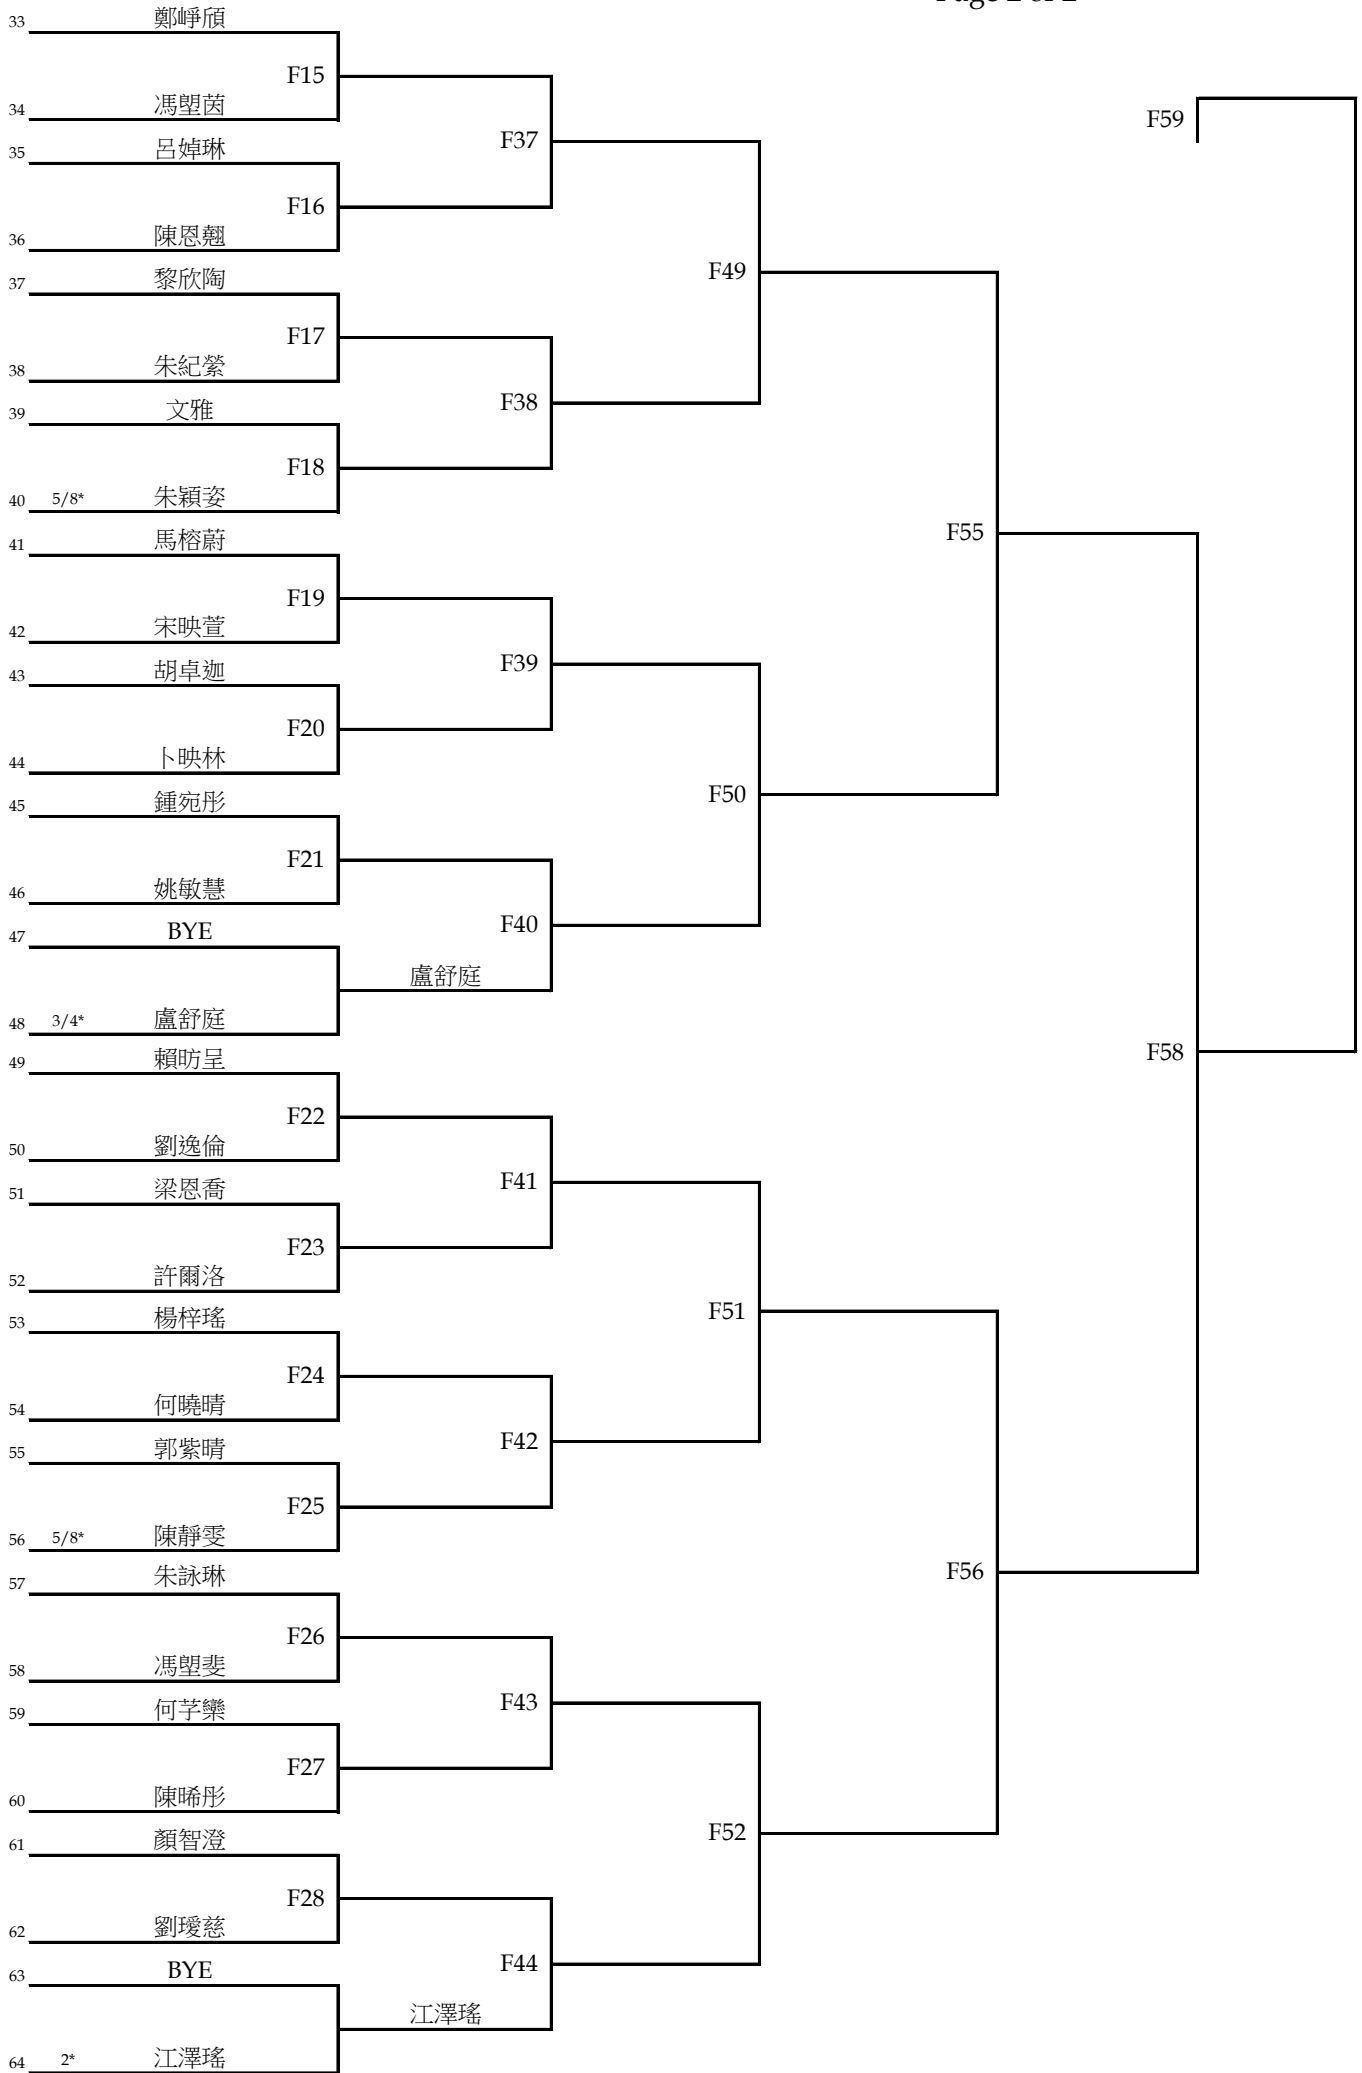 33 鄭崢頎
F15
34 馮塱茵
F37
35 呂婥琳
F16
36 陳恩翹
F49
37 黎欣陶
F17
38 朱紀縈
F38
39 文雅
F18
40 5/8* 朱穎姿
F55
41 馬榕蔚
F19
42 宋映萱
F39
43 胡卓迦
F20
44 卜映林
F50
45 鍾宛彤
F21
46 姚敏慧
F40
47 BYE
盧舒庭
48 3/4* 盧舒庭
F58
F59
49 賴昉呈
F22
50 劉逸倫
F41
51 梁恩喬
F23
52 許爾洛
F51
53 楊梓瑤
F24
54 何曉晴
F42
55 郭紫晴
F25
56 5/8* 陳靜雯
F56
57 朱詠琳
F26
58 馮塱斐
F43
59 何芓欒
F27
60 陳晞彤
F52
61 顏智澄
F28
62 劉璦慈
F44
63 BYE
江澤瑤
64 2* 江澤瑤